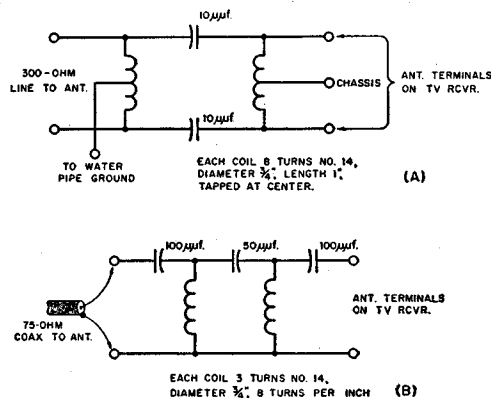 10µµf.
300-OHM
LINE TO ANT.
CHASSIS
ANT. TERMINALS
ON TV RCVR.
10µµf.
TO WATER
PIPE GROUND
EACH COIL 8 TURNS NO. 14,
DIAMETER ¾", LENGTH 1",
TAPPED AT CENTER.
(A)
100µµf.
50µµf.
100µµf.
75-OHM
COAX TO ANT.
ANT. TERMINALS
ON TV RCVR.
EACH COIL 3 TURNS NO. 14,
DIAMETER ¾", 8 TURNS PER INCH
(B)